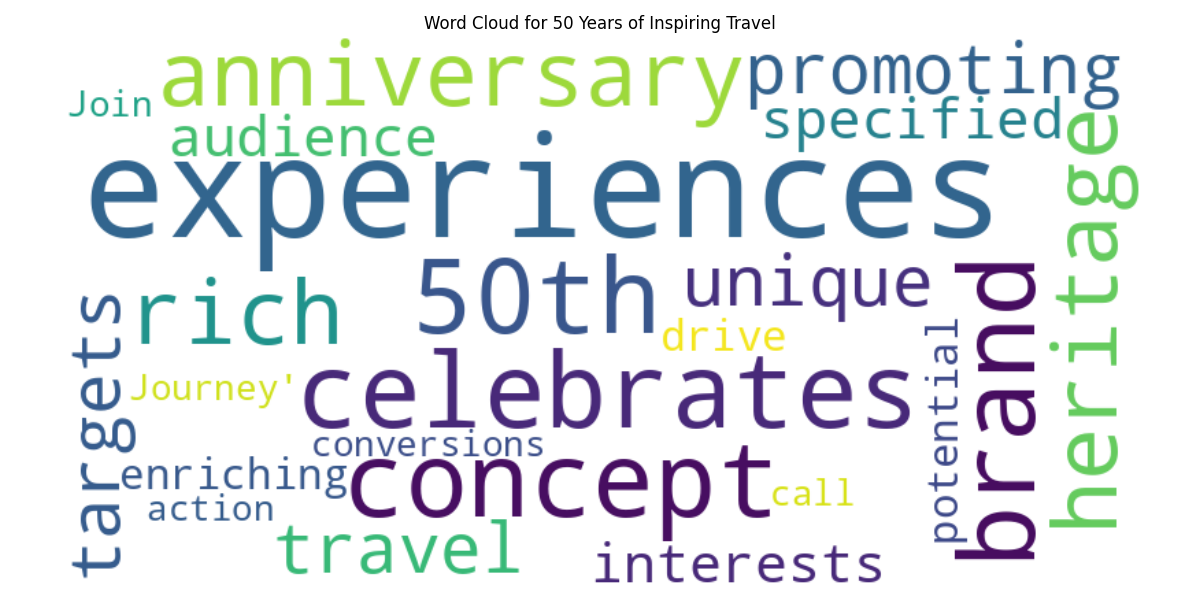 Word Cloud for 50 Years of Inspiring Travel
anniversary
promoting
Join
specified
audience
experiences
heritage
50th
unique
rich
brand
drive
targets
potential
celebrates
Journey'
conversions
concept
enriching
call
action
travel
interests